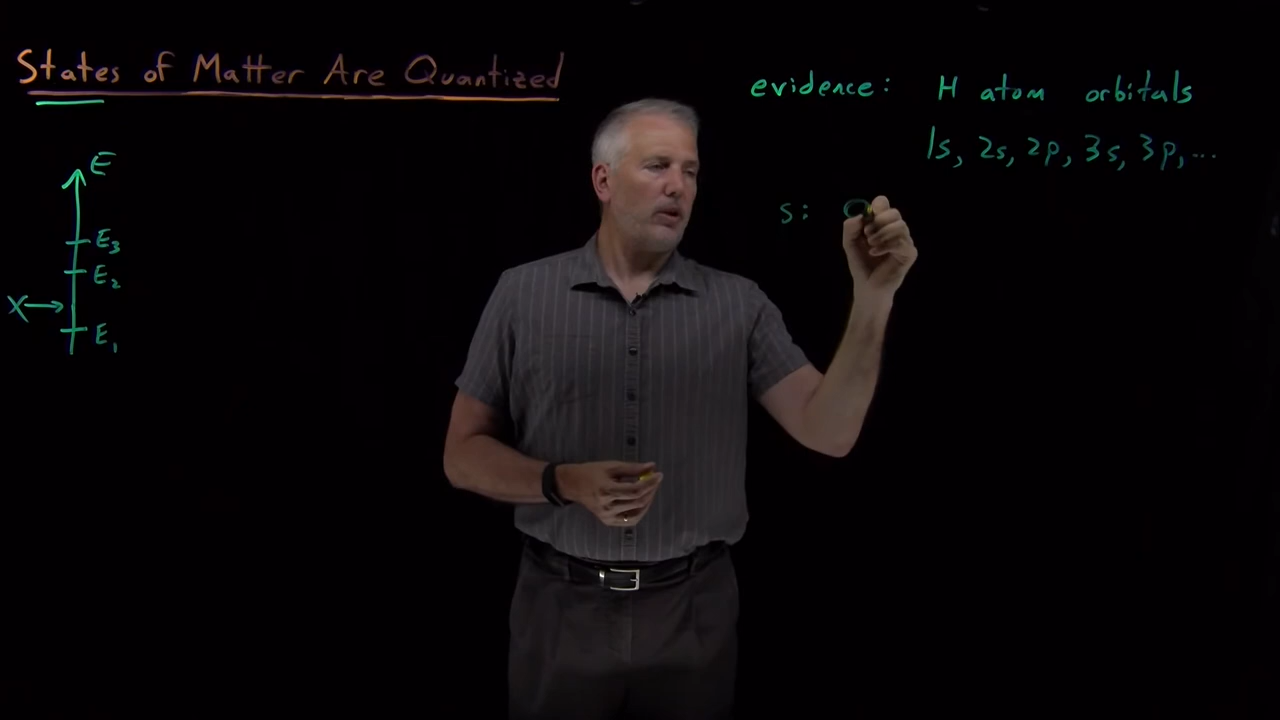 States of Matter Are Quantized
E
E₃
E₂
X→
E₁
evidence: H atom orbitals
1s, 2s, 2p, 3s, 3p, ...
s: